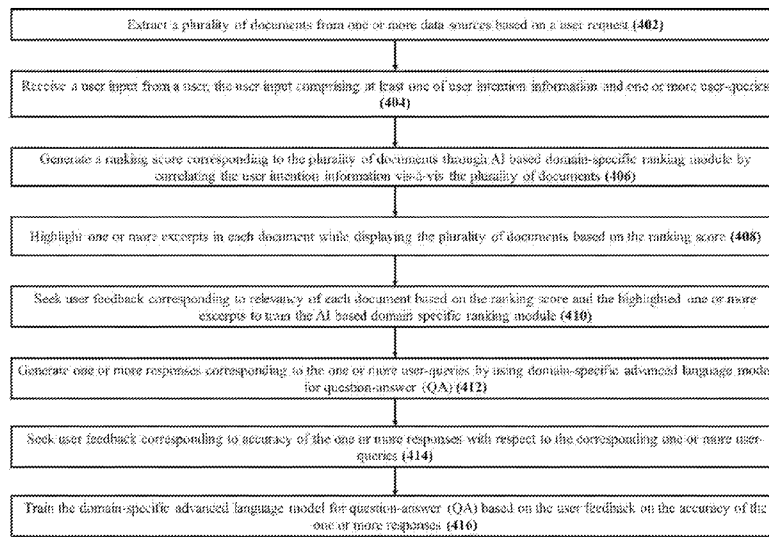 Extract a plurality of documents from one or more data sources based on a user request (402)
Receive a user input from a user, the user input comprising at least one of user intention information and one or more user-queries
(404)
Generate a ranking score corresponding to the plurality of documents through AI based domain-specific ranking module by
correlating the user intention information vis-à-vis the plurality of documents (406)
Highlight one or more excerpts in each document while displaying the plurality of documents based on the ranking score (408)
Seek user feedback corresponding to relevancy of each document based on the ranking score and the highlighted one or more
excerpts to train the AI based domain specific ranking module (410)
Generate one or more responses corresponding to the one or more user-queries by using domain-specific advanced language model
for question-answer (QA) (412)
Seek user feedback corresponding to accuracy of the one or more responses with respect to the corresponding one or more user-
queries (414)
Train the domain-specific advanced language model for question-answer (QA) based on the user feedback on the accuracy of the
one or more responses (416)